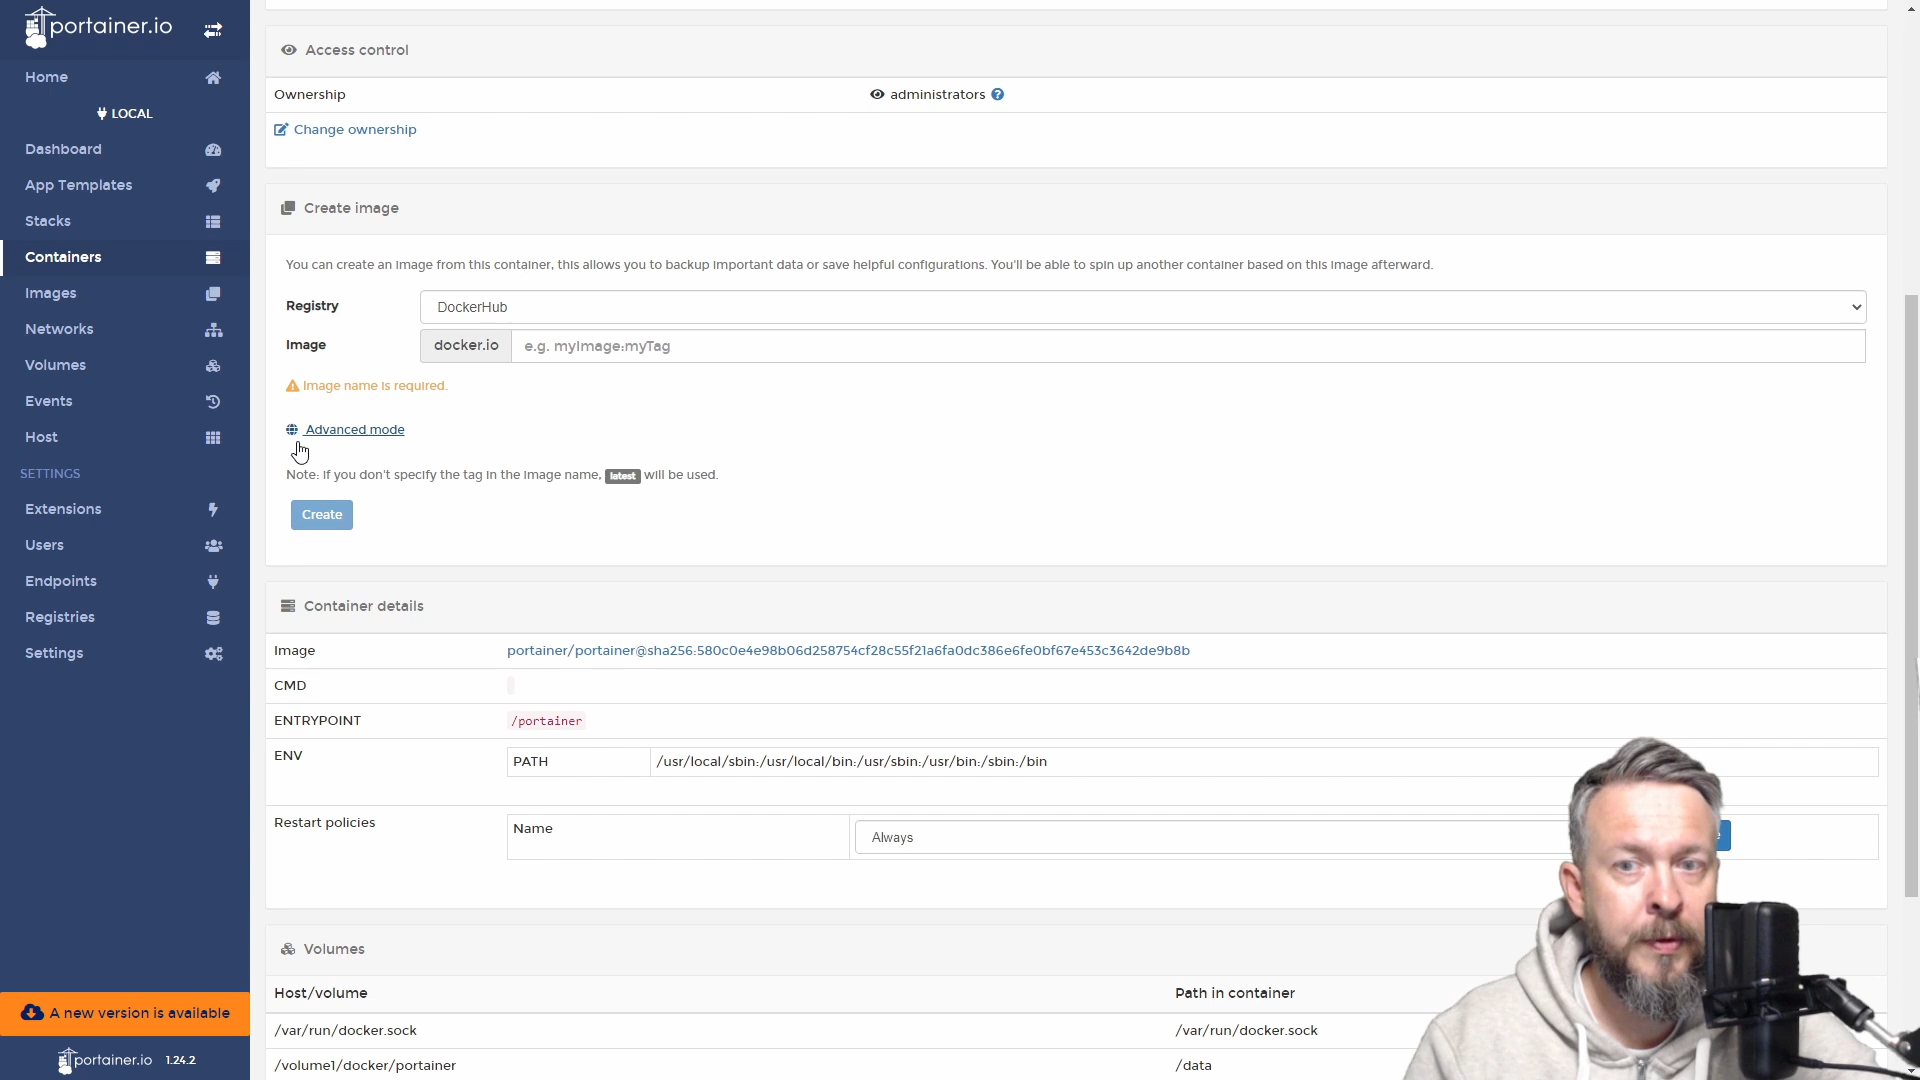 portainer.io
Home
LOCAL
Dashboard
App Templates
Stacks
Containers
Images
Networks
Volumes
Events
Host
SETTINGS
Extensions
Users
Endpoints
Registries
Settings
A new version is available
portainer.io 1.24.2
Access control
Ownership administrators
Change ownership
Create image
You can create an image from this container, this allows you to backup important data or save helpful configurations. You'll be able to spin up another container based on this image afterward.
Registry DockerHub
Image docker.io e.g. myImage:myTag
Image name is required.
Advanced mode
Note: if you don't specify the tag in the image name, latest will be used.
Create
Container details
Image portainer/portainer@sha256:580c0e4e98b06d258754cf28c55f21a6fa0dc386e6fe0bf67e453c3642de9b8b
CMD
ENTRYPOINT /portainer
ENV PATH /usr/local/sbin:/usr/local/bin:/usr/sbin:/usr/bin:/sbin:/bin
Restart policies Name Always
Volumes
Host/volume Path in container
/var/run/docker.sock /var/run/docker.sock
/volume1/docker/portainer /data